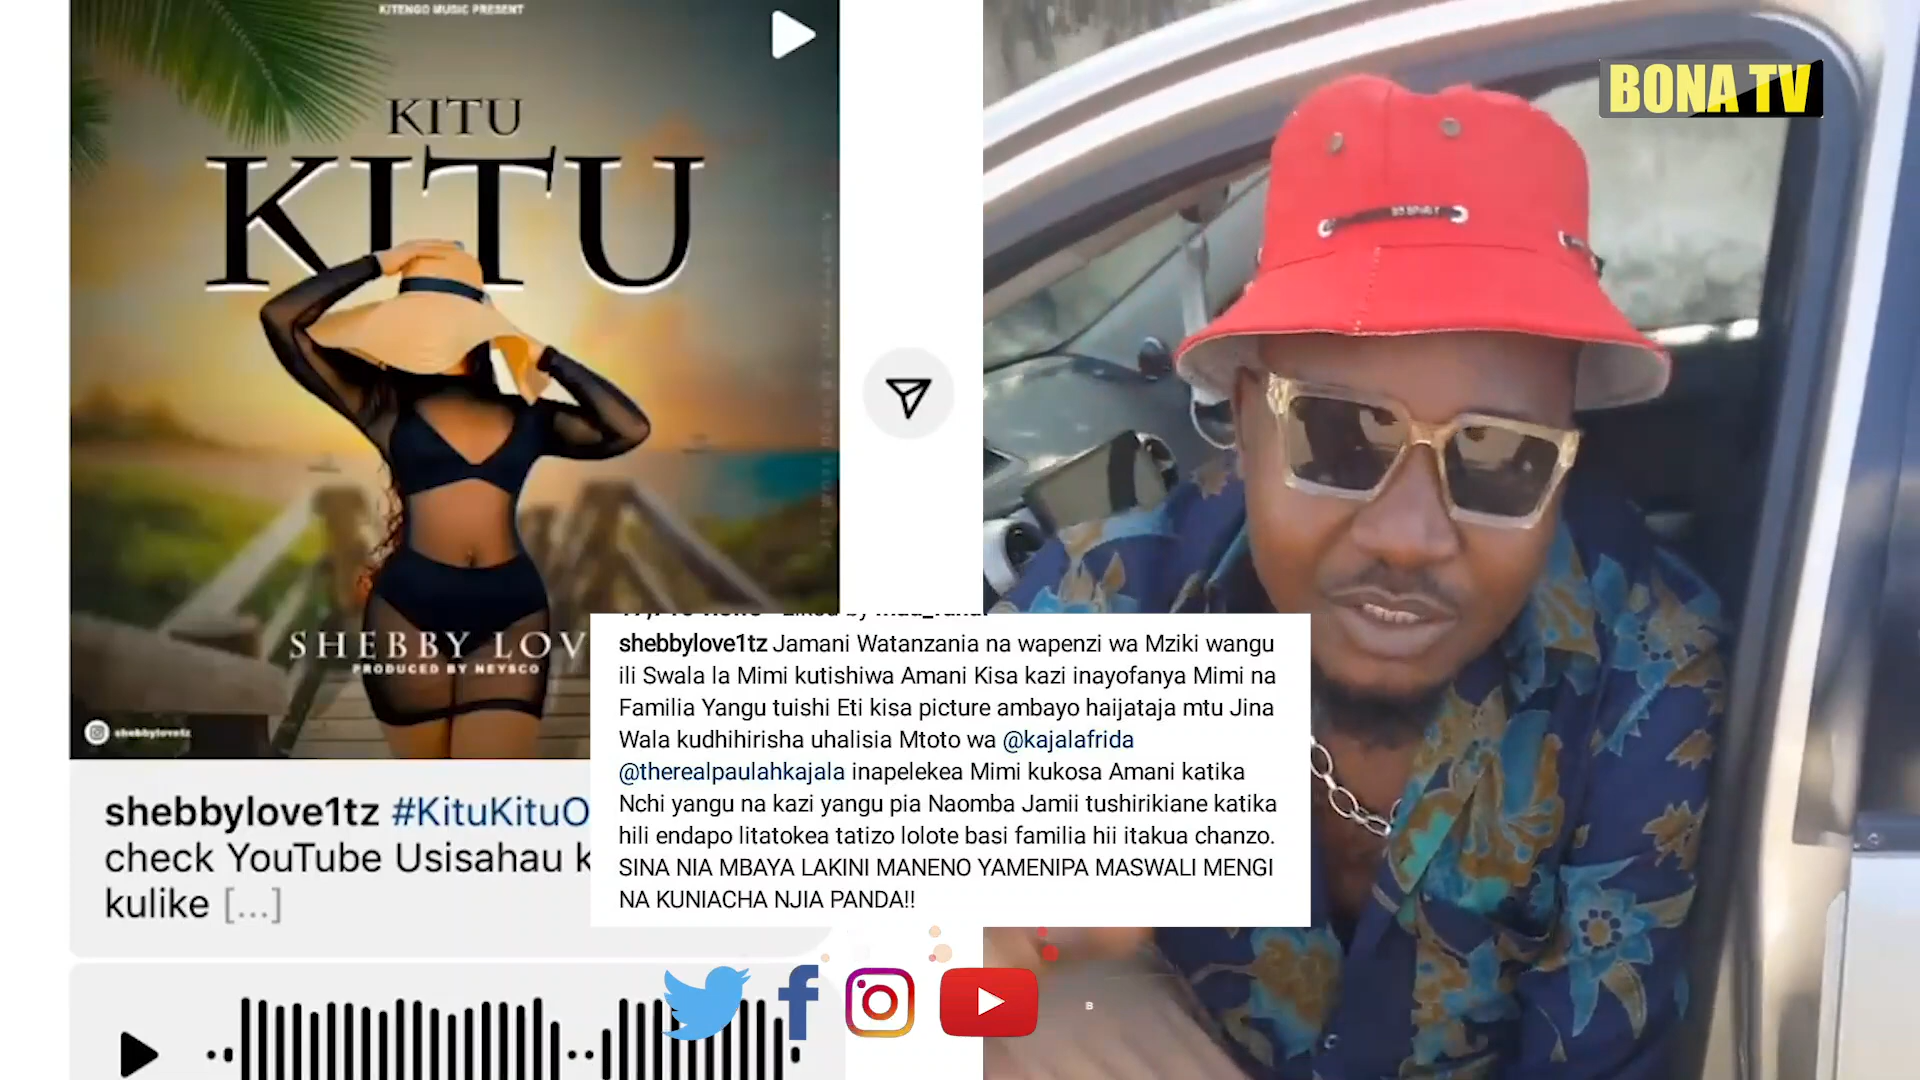 KITENGO MUSIC PRESENT
KITU
KITU
BONA TV
SHEBBY LOV
PRODUCED BY NEYSCO
shebbylovetz
shebbylove1tz #KituKituO
check YouTube Usisahau k
kulike [...]
shebbylove1tz Jamani Watanzania na wapenzi wa Mziki wangu
ili Swala la Mimi kutishiwa Amani Kisa kazi inayofanya Mimi na
Familia Yangu tuishi Eti kisa picture ambayo haijataja mtu Jina
Wala kudhihirisha uhalisia Mtoto wa @kajalafrida
@therealpaulahkajala inapelekea Mimi kukosa Amani katika
Nchi yangu na kazi yangu pia Naomba Jamii tushirikiane katika
hili endapo litatokea tatizo lolote basi familia hii itakua chanzo.
SINA NIA MBAYA LAKINI MANENO YAMENIPA MASWALI MENGI
NA KUNIACHA NJIA PANDA!!
B